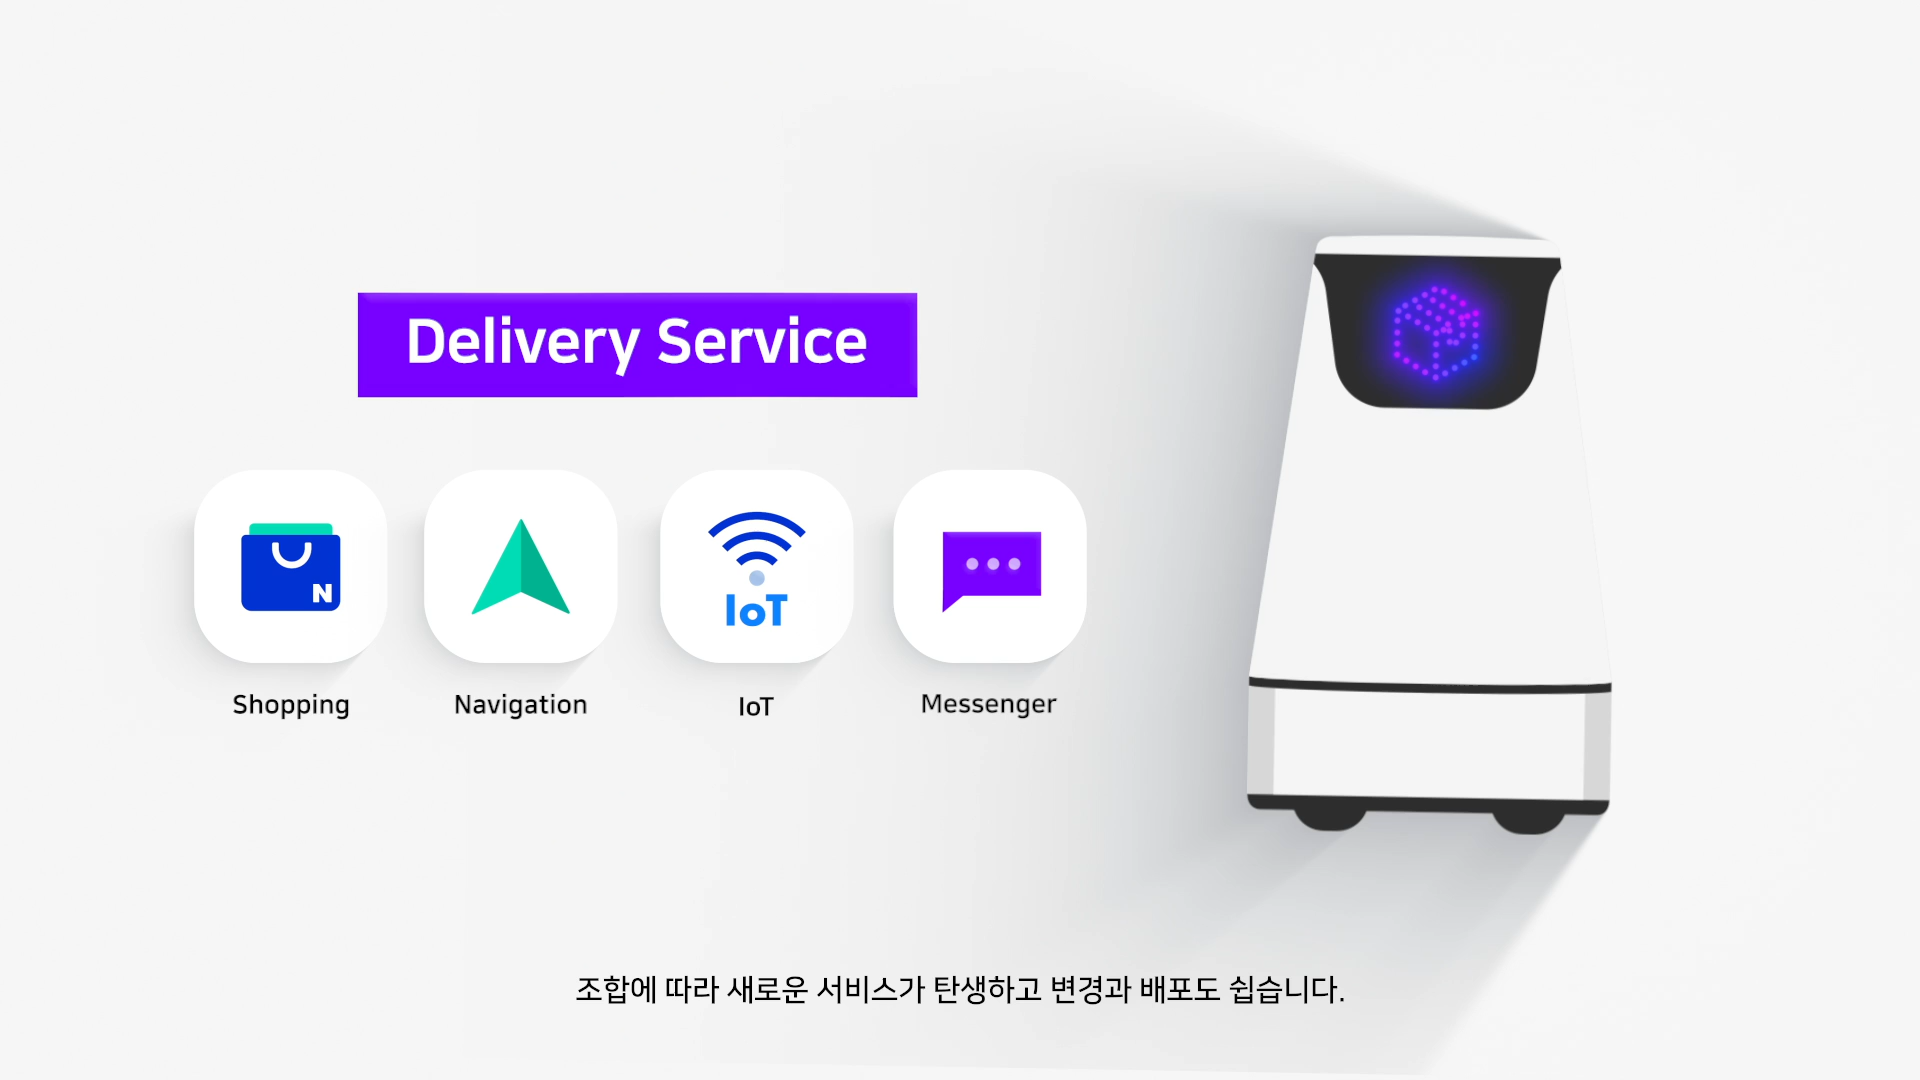 Delivery Service
N
IoT
Shopping
Navigation
IoT
Messenger
조합에 따라 새로운 서비스가 탄생하고 변경과 배포도 쉽습니다.